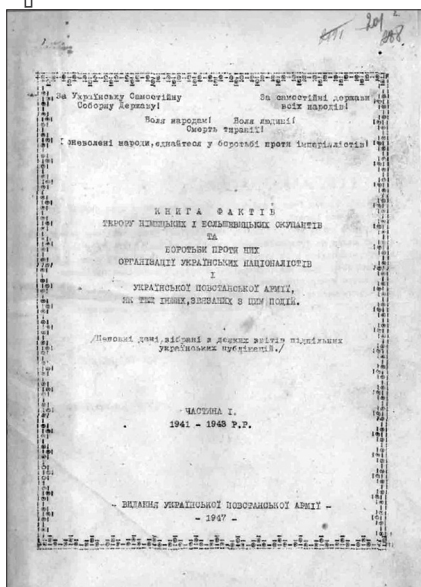 За Українську Самостійну Соборну Державу!
За самостійні держави всіх народів!
Воля народам! Воля людині!
Смерть тиранії!
Поневолені народи, єднайтеся у боротьбі проти імперіалістів!
КНИГА ФАКТІВ
ТЕРОРУ НІМЕЦЬКИХ І БОЛЬШЕВИЦЬКИХ ОКУПАНТІВ
ТА
БОРОТЬБИ ПРОТИ НИХ
ОРГАНІЗАЦІЇ УКРАЇНСЬКИХ НАЦІОНАЛІСТІВ
І
УКРАЇНСЬКОЇ ПОВСТАНСЬКОЇ АРМІЇ,
ЯК ТЕЖ ІНШИХ, ЗВЯЗАНИХ З ЦИМ ПОДІЙ.
/Неповні дані, зібрані з деяких звітів підпільних
українських публікацій./
ЧАСТИНА I.
1941 - 1943 Р.Р.
- ВИДАННЯ УКРАЇНСЬКОЇ ПОВСТАНСЬКОЇ АРМІЇ -
- 1947 -